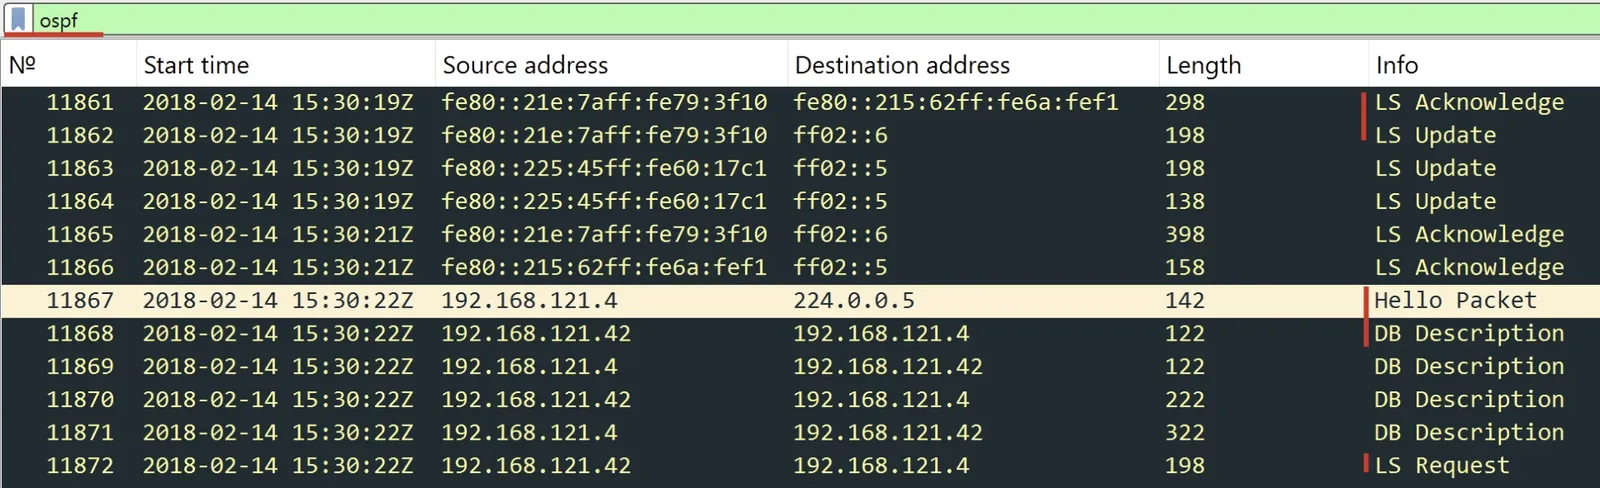 ospf
№ Start time Source address Destination address Length Info
11861 2018-02-14 15:30:19Z fe80::21e:7aff:fe79:3f10 fe80::215:62ff:fe6a:fef1 298 LS Acknowledge
11862 2018-02-14 15:30:19Z fe80::21e:7aff:fe79:3f10 ff02::6 198 LS Update
11863 2018-02-14 15:30:19Z fe80::225:45ff:fe60:17c1 ff02::5 198 LS Update
11864 2018-02-14 15:30:19Z fe80::225:45ff:fe60:17c1 ff02::5 138 LS Update
11865 2018-02-14 15:30:21Z fe80::21e:7aff:fe79:3f10 ff02::6 398 LS Acknowledge
11866 2018-02-14 15:30:21Z fe80::215:62ff:fe6a:fef1 ff02::5 158 LS Acknowledge
11867 2018-02-14 15:30:22Z 192.168.121.4 224.0.0.5 142 Hello Packet
11868 2018-02-14 15:30:22Z 192.168.121.42 192.168.121.4 122 DB Description
11869 2018-02-14 15:30:22Z 192.168.121.4 192.168.121.42 122 DB Description
11870 2018-02-14 15:30:22Z 192.168.121.42 192.168.121.4 222 DB Description
11871 2018-02-14 15:30:22Z 192.168.121.4 192.168.121.42 322 DB Description
11872 2018-02-14 15:30:22Z 192.168.121.42 192.168.121.4 198 LS Request